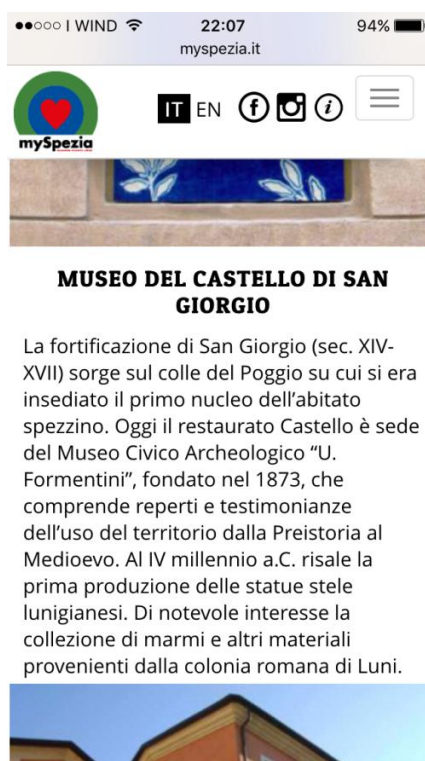 ●●○○○ I WIND 22:07 94%
myspezia.it
mySpezia IT EN f i
MUSEO DEL CASTELLO DI SAN
GIORGIO
La fortificazione di San Giorgio (sec. XIV-
XVII) sorge sul colle del Poggio su cui si era
insediato il primo nucleo dell’abitato
spezzino. Oggi il restaurato Castello è sede
del Museo Civico Archeologico “U.
Formentini”, fondato nel 1873, che
comprende reperti e testimonianze
dell’uso del territorio dalla Preistoria al
Medioevo. Al IV millennio a.C. risale la
prima produzione delle statue stele
lunigianesi. Di notevole interesse la
collezione di marmi e altri materiali
provenienti dalla colonia romana di Luni.